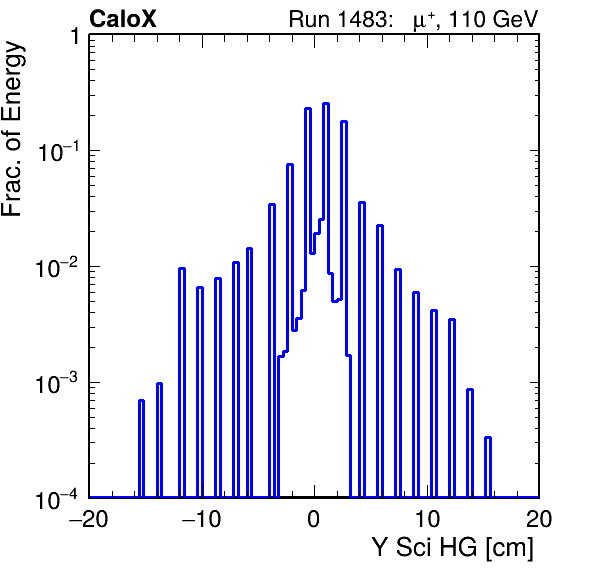 CaloX Run 1483: μ⁺, 110 GeV
Frac. of Energy
1
10⁻¹
10⁻²
10⁻³
10⁻⁴
−20 −10 0 10 20
Y Sci HG [cm]